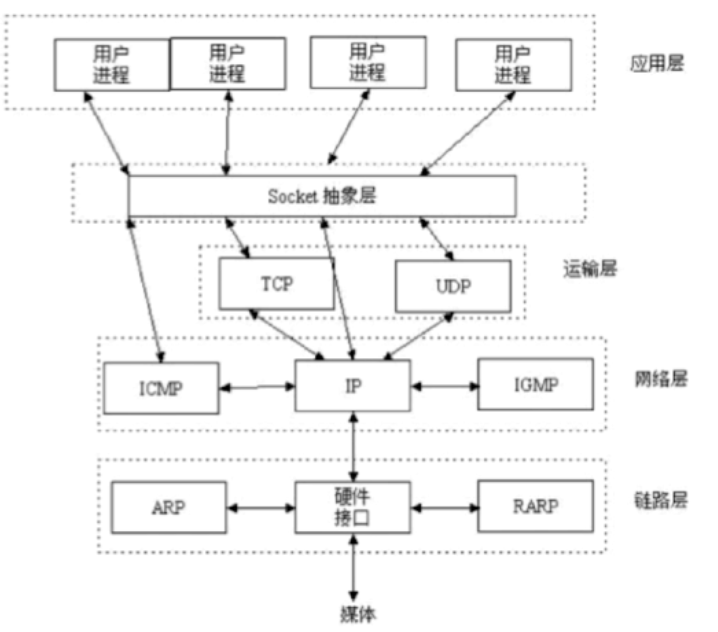 用户
进程
用户
进程
用户
进程
用户
进程
应用层
Socket 抽象层
TCP
UDP
运输层
ICMP
IP
IGMP
网络层
ARP
硬件
接口
RARP
链路层
媒体